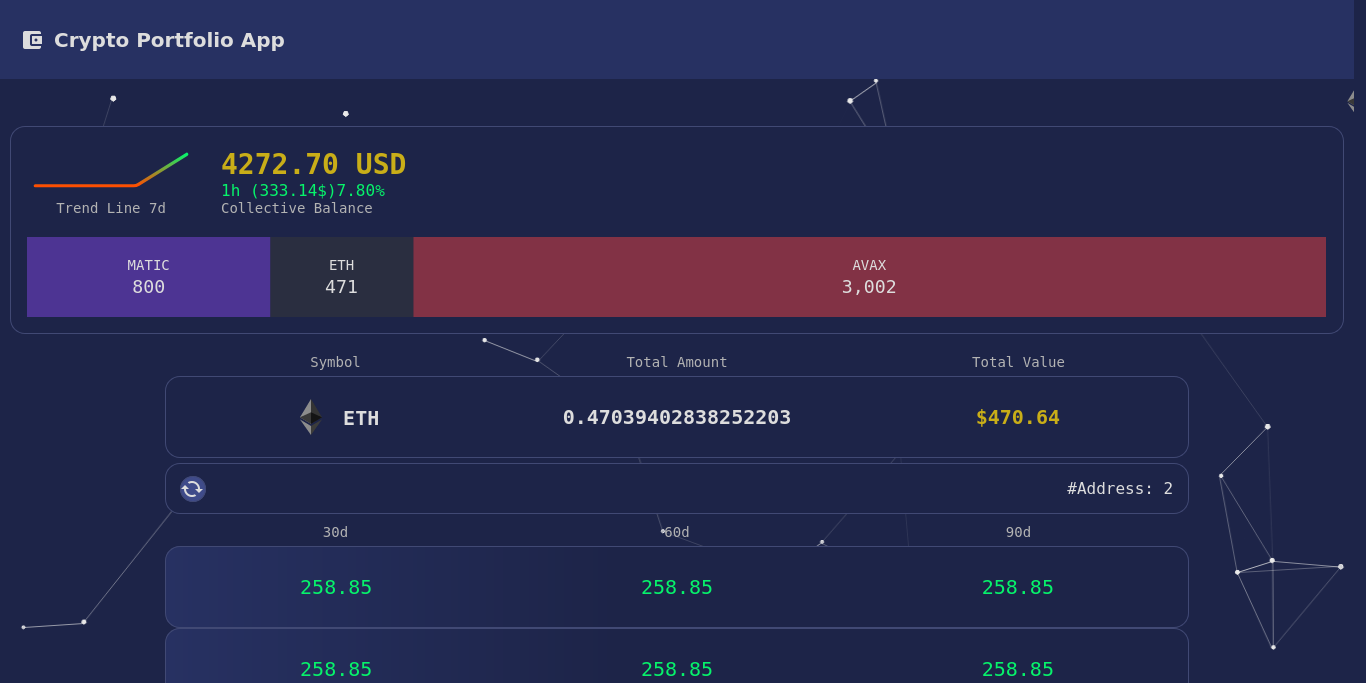 Crypto Portfolio App
4272.70 USD
1h (333.14$)7.80%
Trend Line 7d
Collective Balance
MATIC
800
ETH
471
AVAX
3,002
Symbol Total Amount Total Value
ETH 0.47039402838252203 $470.64
#Address: 2
30d 60d 90d
258.85 258.85 258.85
258.85 258.85 258.85